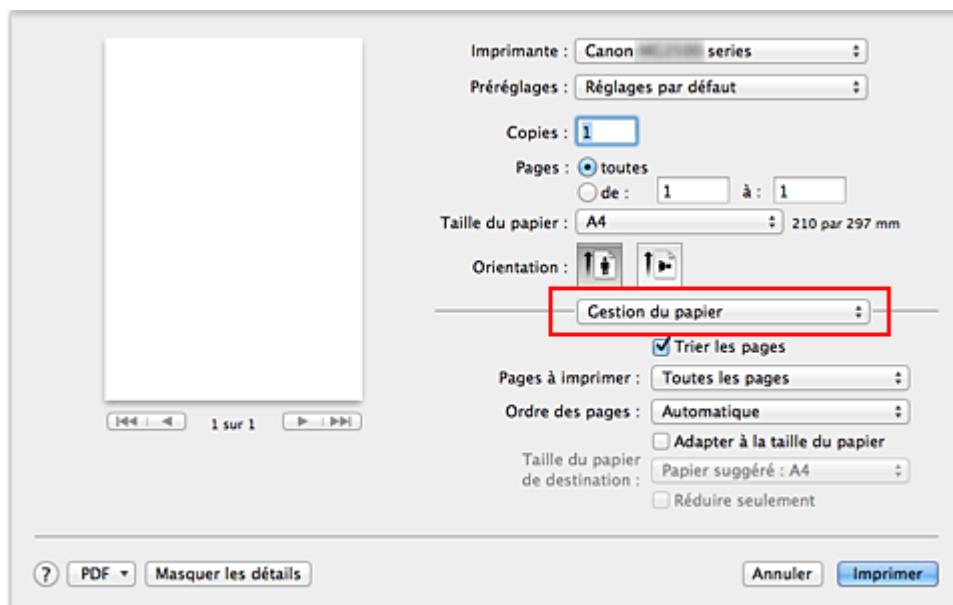 Imprimante : Canon series
Préréglages : Réglages par défaut
Copies : 1
Pages : toutes
de : 1 à : 1
Taille du papier : A4 210 par 297 mm
Orientation :
Gestion du papier
Trier les pages
Pages à imprimer : Toutes les pages
Ordre des pages : Automatique
Adapter à la taille du papier
Taille du papier
de destination : Papier suggéré : A4
Réduire seulement
1 sur 1
? PDF Masquer les détails Annuler Imprimer